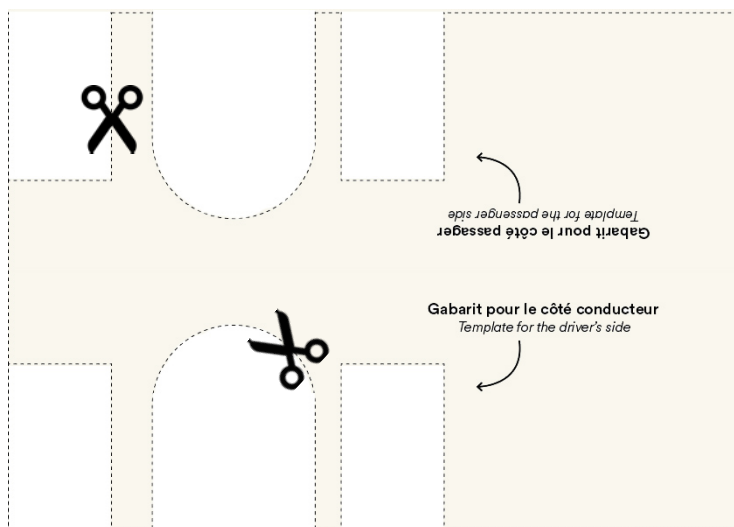 Gabarit pour le côté passager
Template for the passenger side
Gabarit pour le côté conducteur
Template for the driver's side